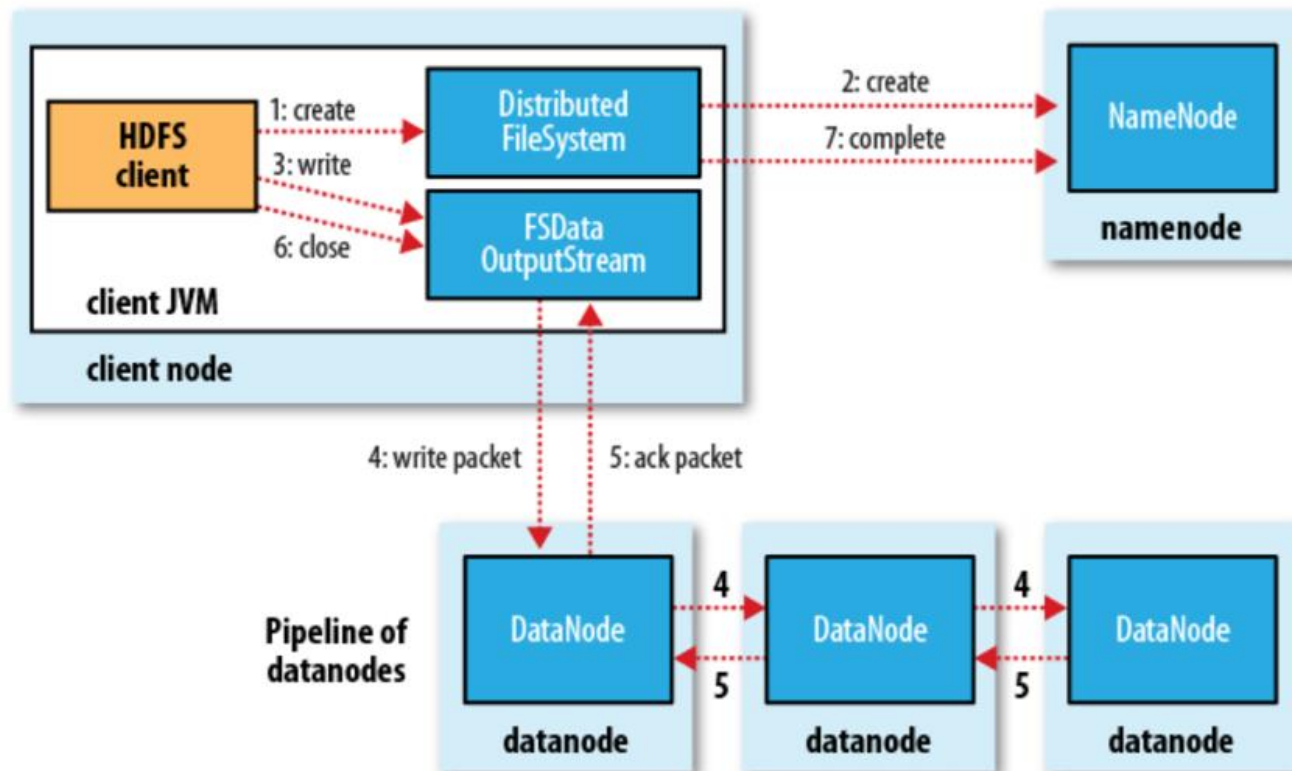 HDFS
client
1: create
3: write
6: close
Distributed
FileSystem
FSData
OutputStream
client JVM
client node
2: create
7: complete
NameNode
namenode
4: write packet
5: ack packet
Pipeline of
datanodes
DataNode
datanode
4
5
DataNode
datanode
4
5
DataNode
datanode